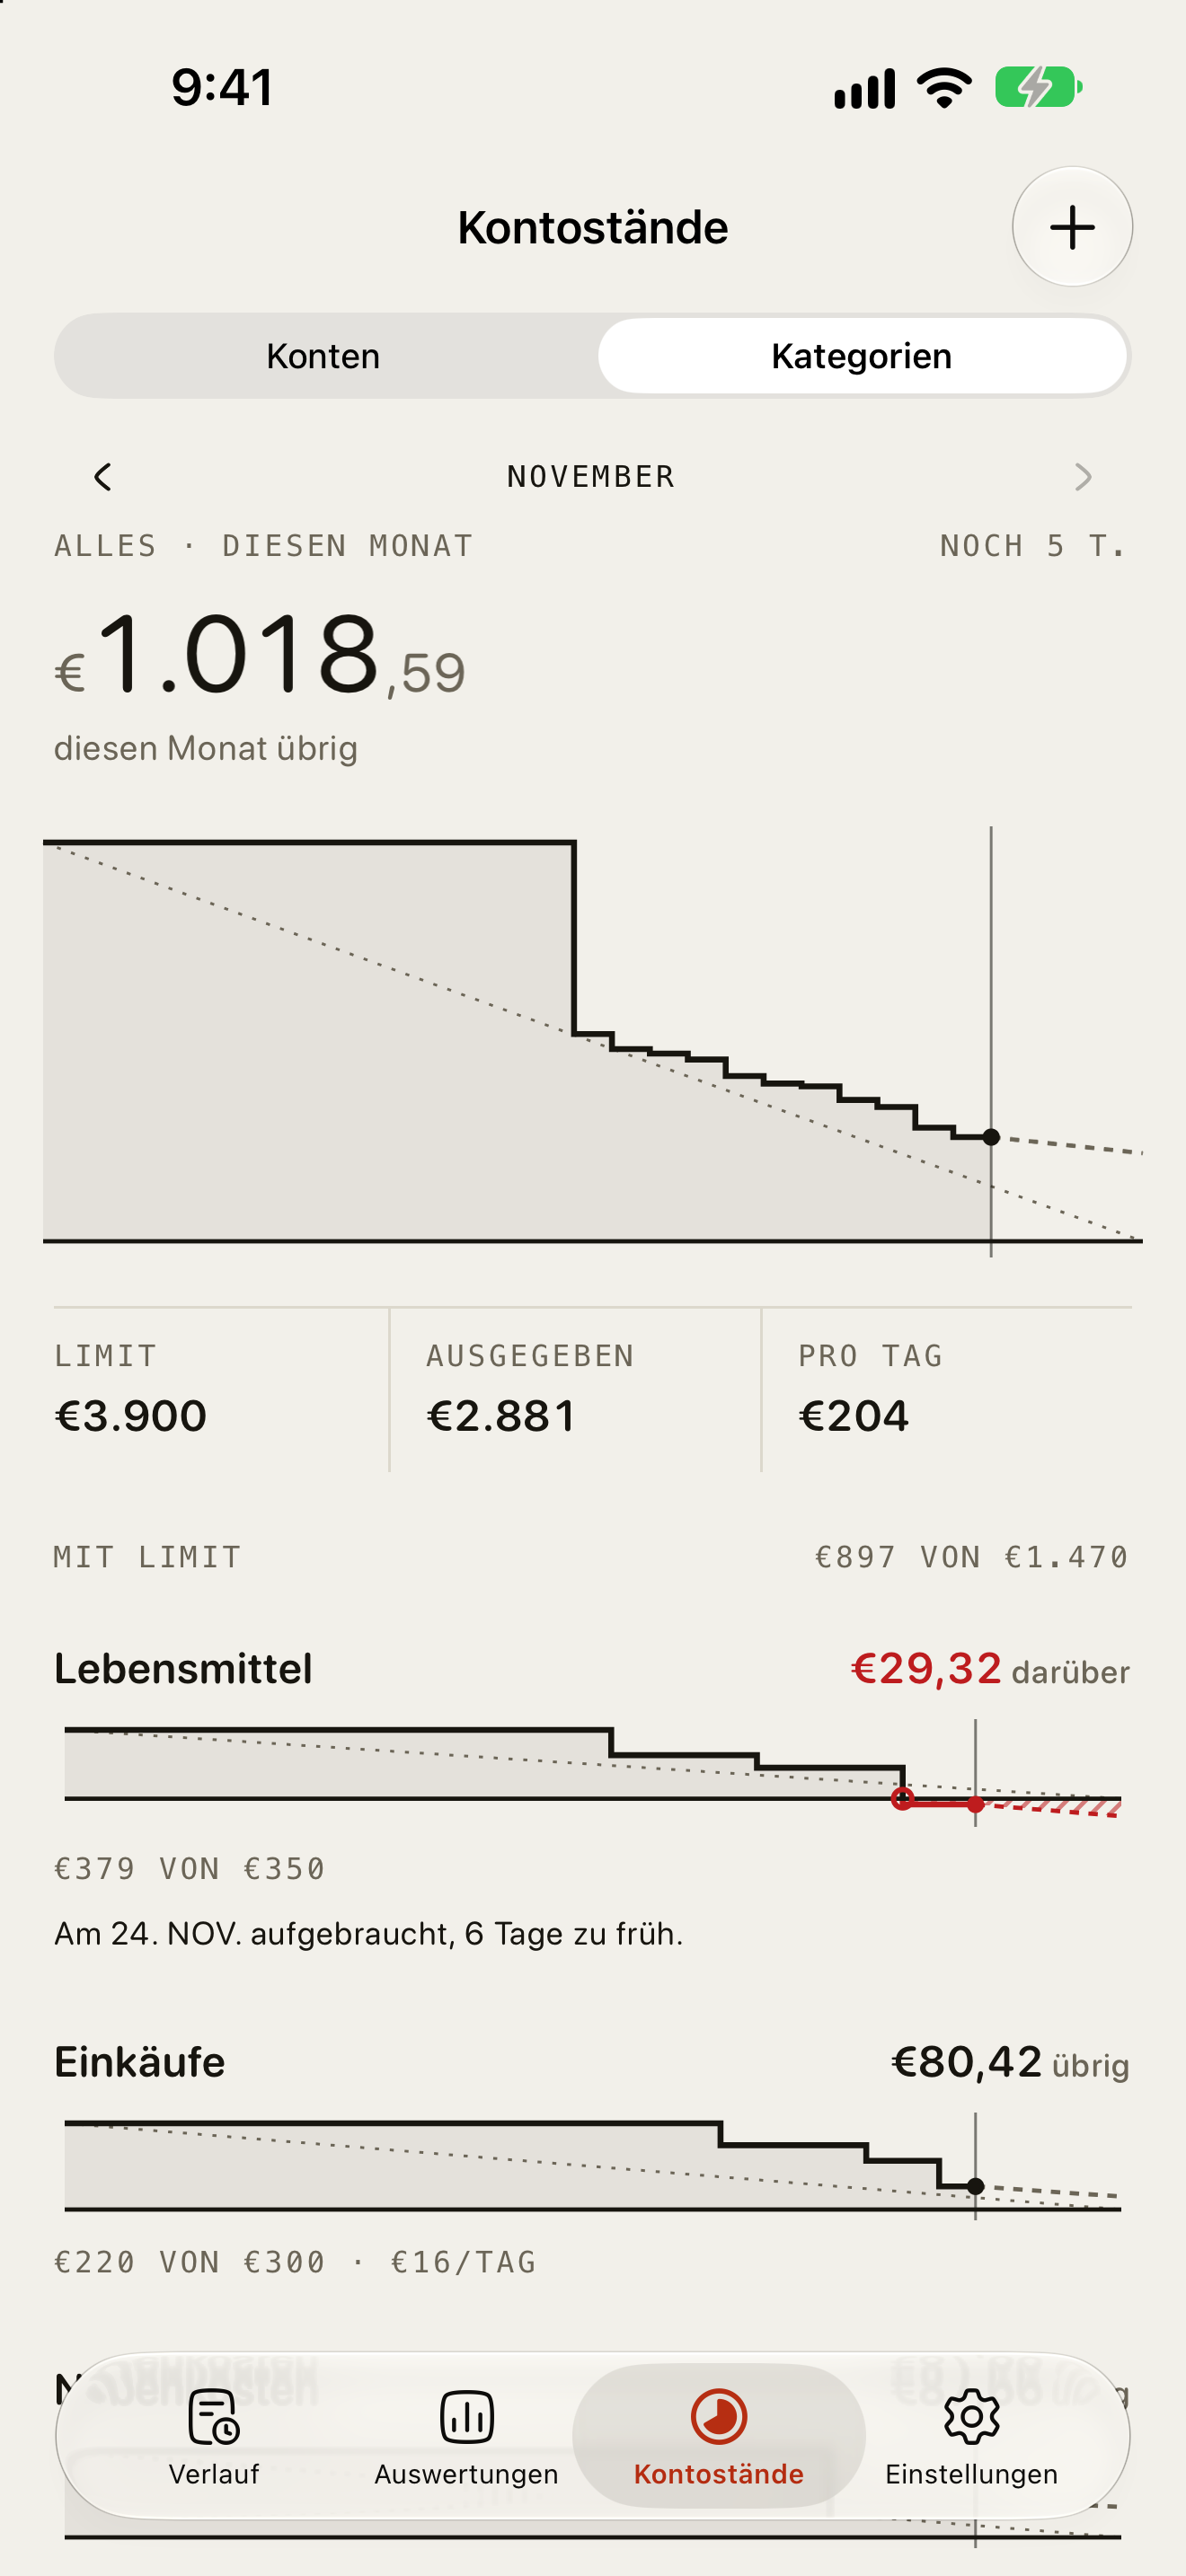 9:41
Kontostände
Konten Kategorien
NOVEMBER
ALLES · DIESEN MONAT NOCH 5 T.
€1.018,59
diesen Monat übrig
LIMIT AUSGEGEBEN PRO TAG
€3.900 €2.881 €204
MIT LIMIT €897 VON €1.470
Lebensmittel €29,32 darüber
€379 VON €350
Am 24. NOV. aufgebraucht, 6 Tage zu früh.
Einkäufe €80,42 übrig
€220 VON €300 · €16/TAG
Verlauf Auswertungen Kontostände Einstellungen